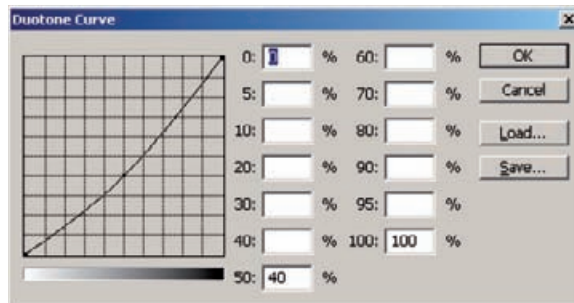 Duotone Curve
0: 0 % 60: % OK
5: % 70: % Cancel
10: % 80: % Load...
20: % 90: % Save...
30: % 95: %
40: % 100: 100 %
50: 40 %